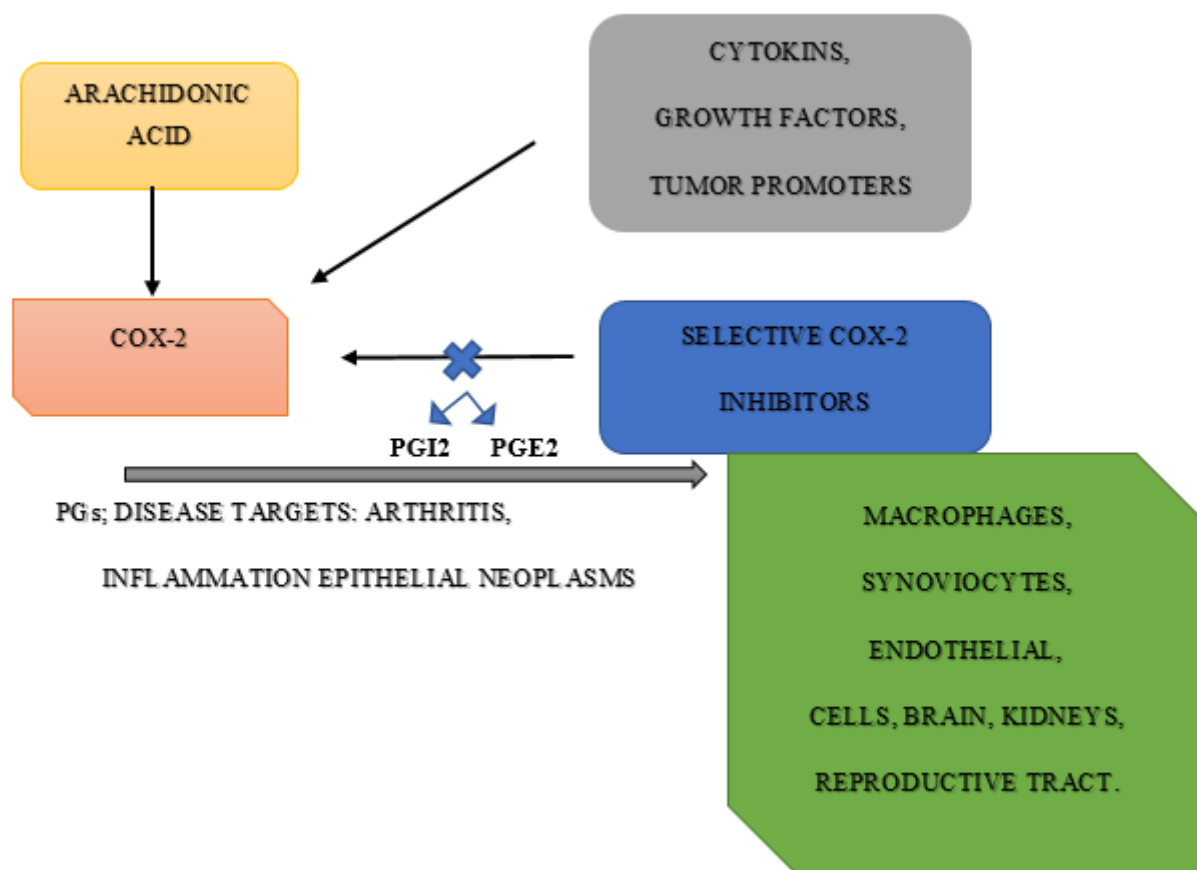 ARACHIDONIC
ACID
CYTOKINS,
GROWTH FACTORS,
TUMOR PROMOTERS
COX-2
SELECTIVE COX-2
INHIBITORS
PGI2 PGE2
PGs; DISEASE TARGETS: ARTHRITIS,
INFLAMMATION EPITHELIAL NEOPLASMS
MACROPHAGES,
SYNOVIOCYTES,
ENDOTHELIAL,
CELLS, BRAIN, KIDNEYS,
REPRODUCTIVE TRACT.